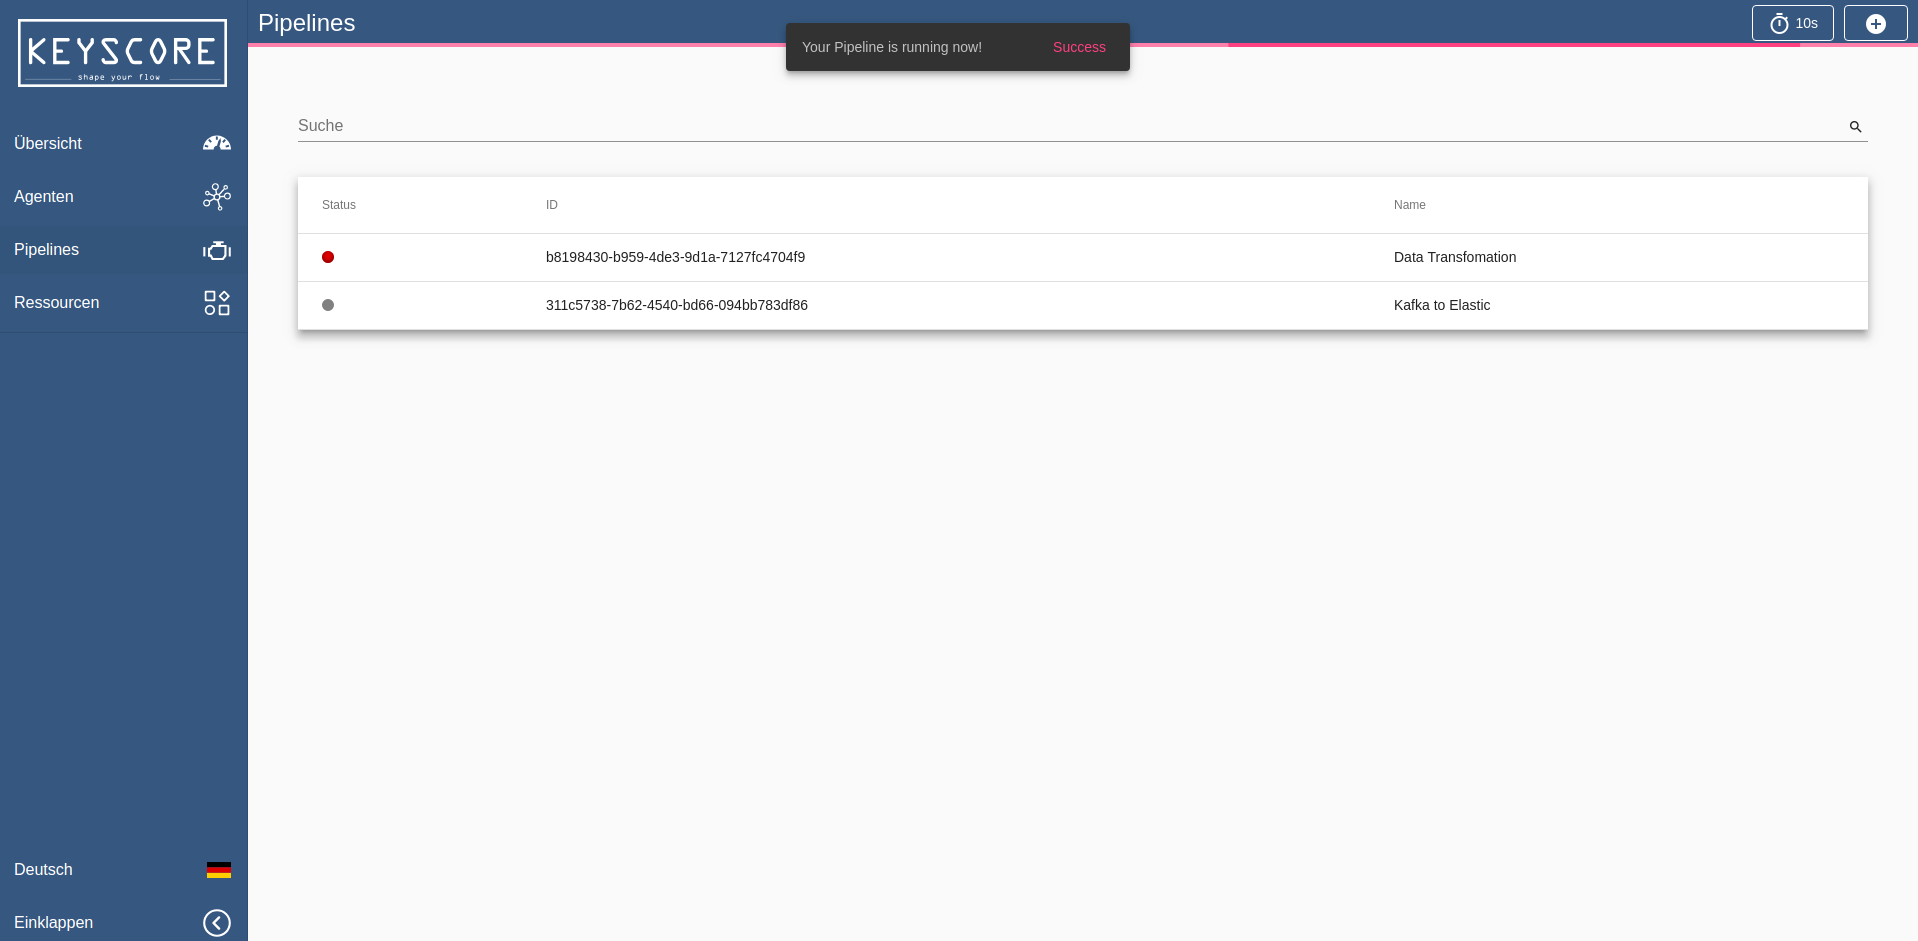 KEYSCORE
shape your flow
Übersicht
Agenten
Pipelines
Ressourcen
Deutsch
Einklappen
Pipelines
Your Pipeline is running now! Success
10s
Suche
Status ID Name
b8198430-b959-4de3-9d1a-7127fc4704f9 Data Transfomation
311c5738-7b62-4540-bd66-094bb783df86 Kafka to Elastic